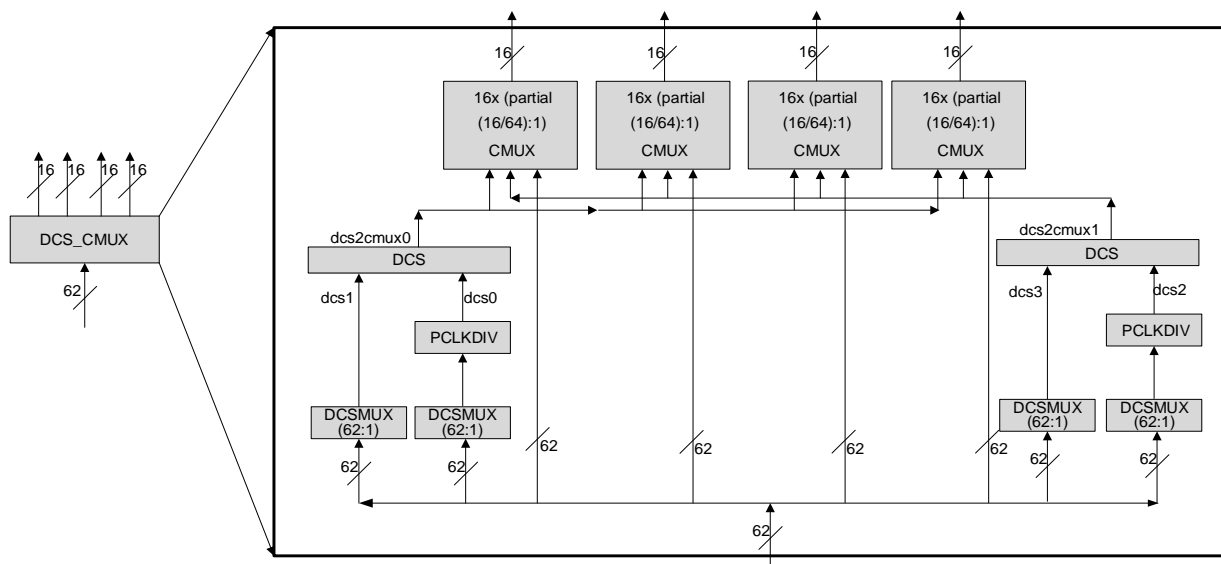 16 16 16 16
DCS_CMUX
62
16 16 16 16
16x (partial
(16/64):1)
CMUX
16x (partial
(16/64):1)
CMUX
16x (partial
(16/64):1)
CMUX
16x (partial
(16/64):1)
CMUX
dcs2cmux0
DCS
dcs1
dcs0
PCLKDIV
DCSMUX
(62:1)
DCSMUX
(62:1)
62
62
62
62
62
62
dcs2cmux1
DCS
dcs3
dcs2
PCLKDIV
DCSMUX
(62:1)
DCSMUX
(62:1)
62
62
62